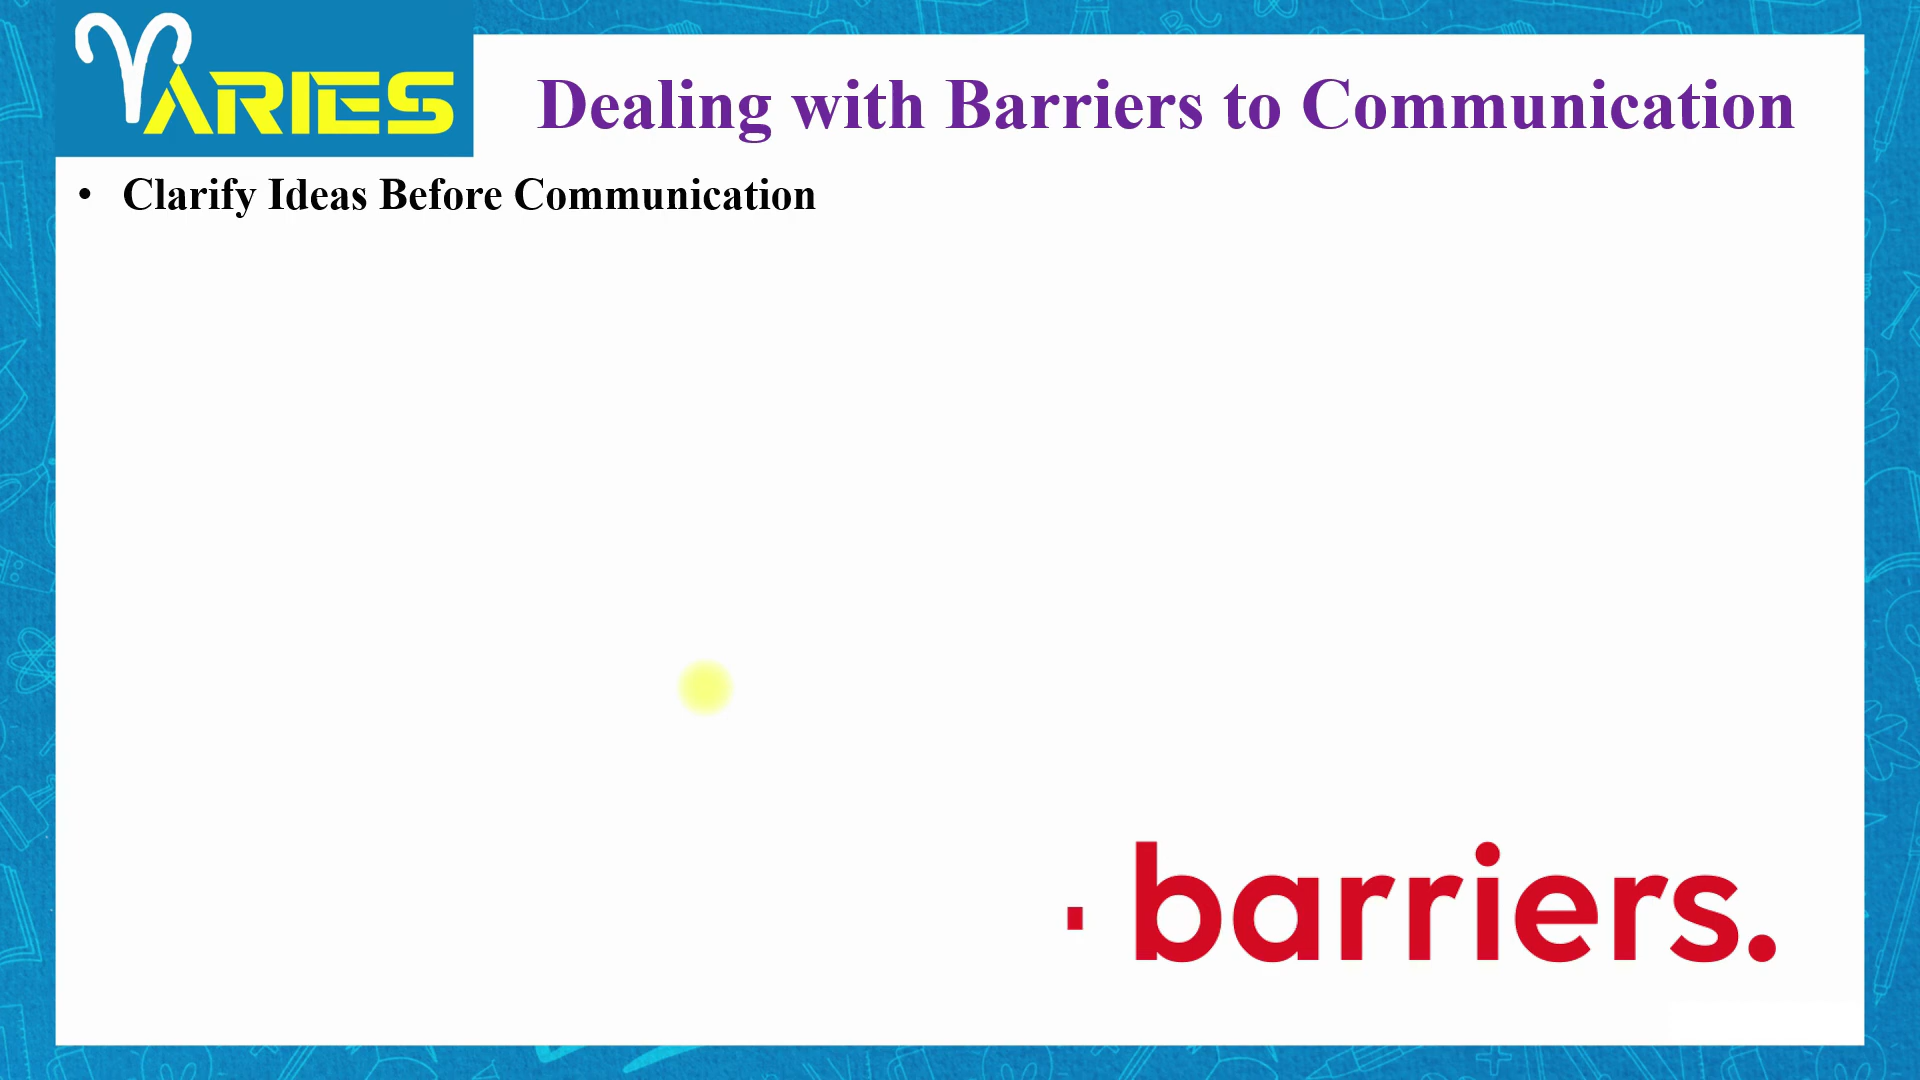 ARIES
Dealing with Barriers to Communication
• Clarify Ideas Before Communication
barriers.